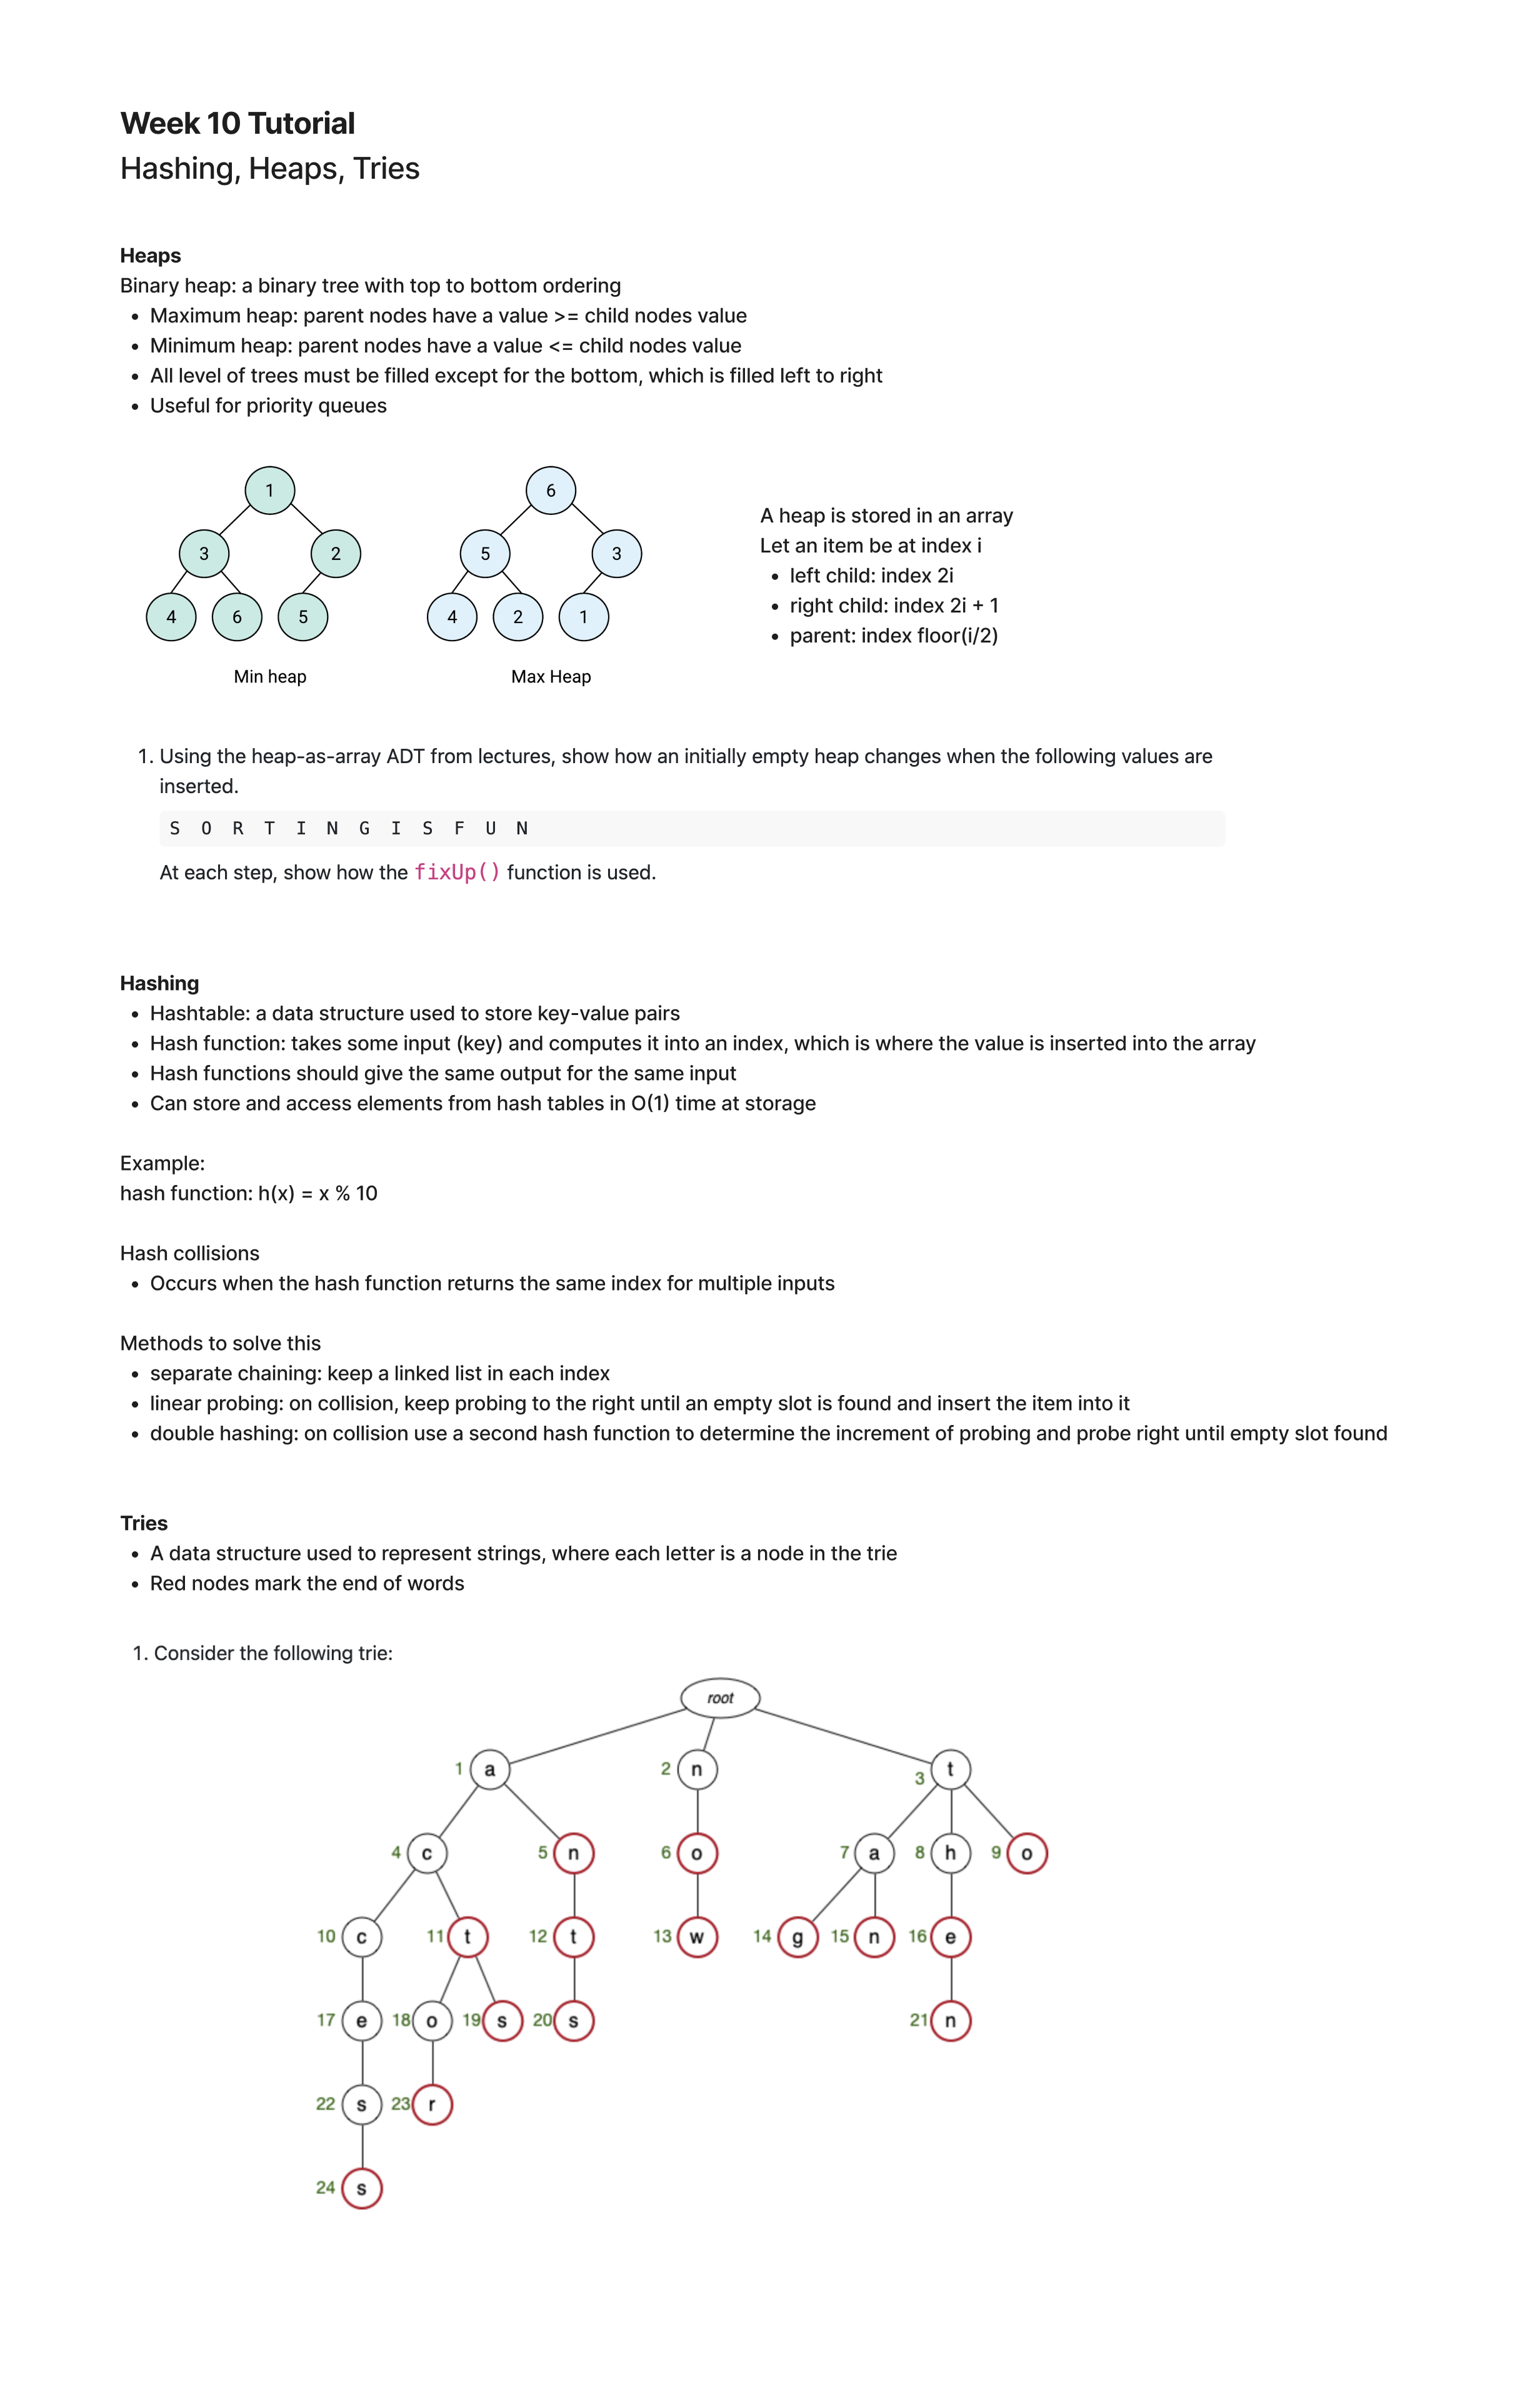 Week 10 Tutorial
Hashing, Heaps, Tries
Heaps
Binary heap: a binary tree with top to bottom ordering
• Maximum heap: parent nodes have a value >= child nodes value
• Minimum heap: parent nodes have a value <= child nodes value
• All level of trees must be filled except for the bottom, which is filled left to right
• Useful for priority queues
1
3 2
4 6 5
Min heap
6
5 3
4 2 1
Max Heap
A heap is stored in an array
Let an item be at index i
• left child: index 2i
• right child: index 2i + 1
• parent: index floor(i/2)
1. Using the heap-as-array ADT from lectures, show how an initially empty heap changes when the following values are
inserted.
S O R T I N G I S F U N
At each step, show how the fixUp() function is used.
Hashing
• Hashtable: a data structure used to store key-value pairs
• Hash function: takes some input (key) and computes it into an index, which is where the value is inserted into the array
• Hash functions should give the same output for the same input
• Can store and access elements from hash tables in O(1) time at storage
Example:
hash function: h(x) = x % 10
Hash collisions
• Occurs when the hash function returns the same index for multiple inputs
Methods to solve this
• separate chaining: keep a linked list in each index
• linear probing: on collision, keep probing to the right until an empty slot is found and insert the item into it
• double hashing: on collision use a second hash function to determine the increment of probing and probe right until empty slot found
Tries
• A data structure used to represent strings, where each letter is a node in the trie
• Red nodes mark the end of words
1. Consider the following trie:
root
1 a 2 n 3 t
4 c 5 n 6 o 7 a 8 h 9 o
10 c 11 t 12 t 13 w 14 g 15 n 16 e
17 e 18 o 19 s 20 s 21 n
22 s 23 r
24 s